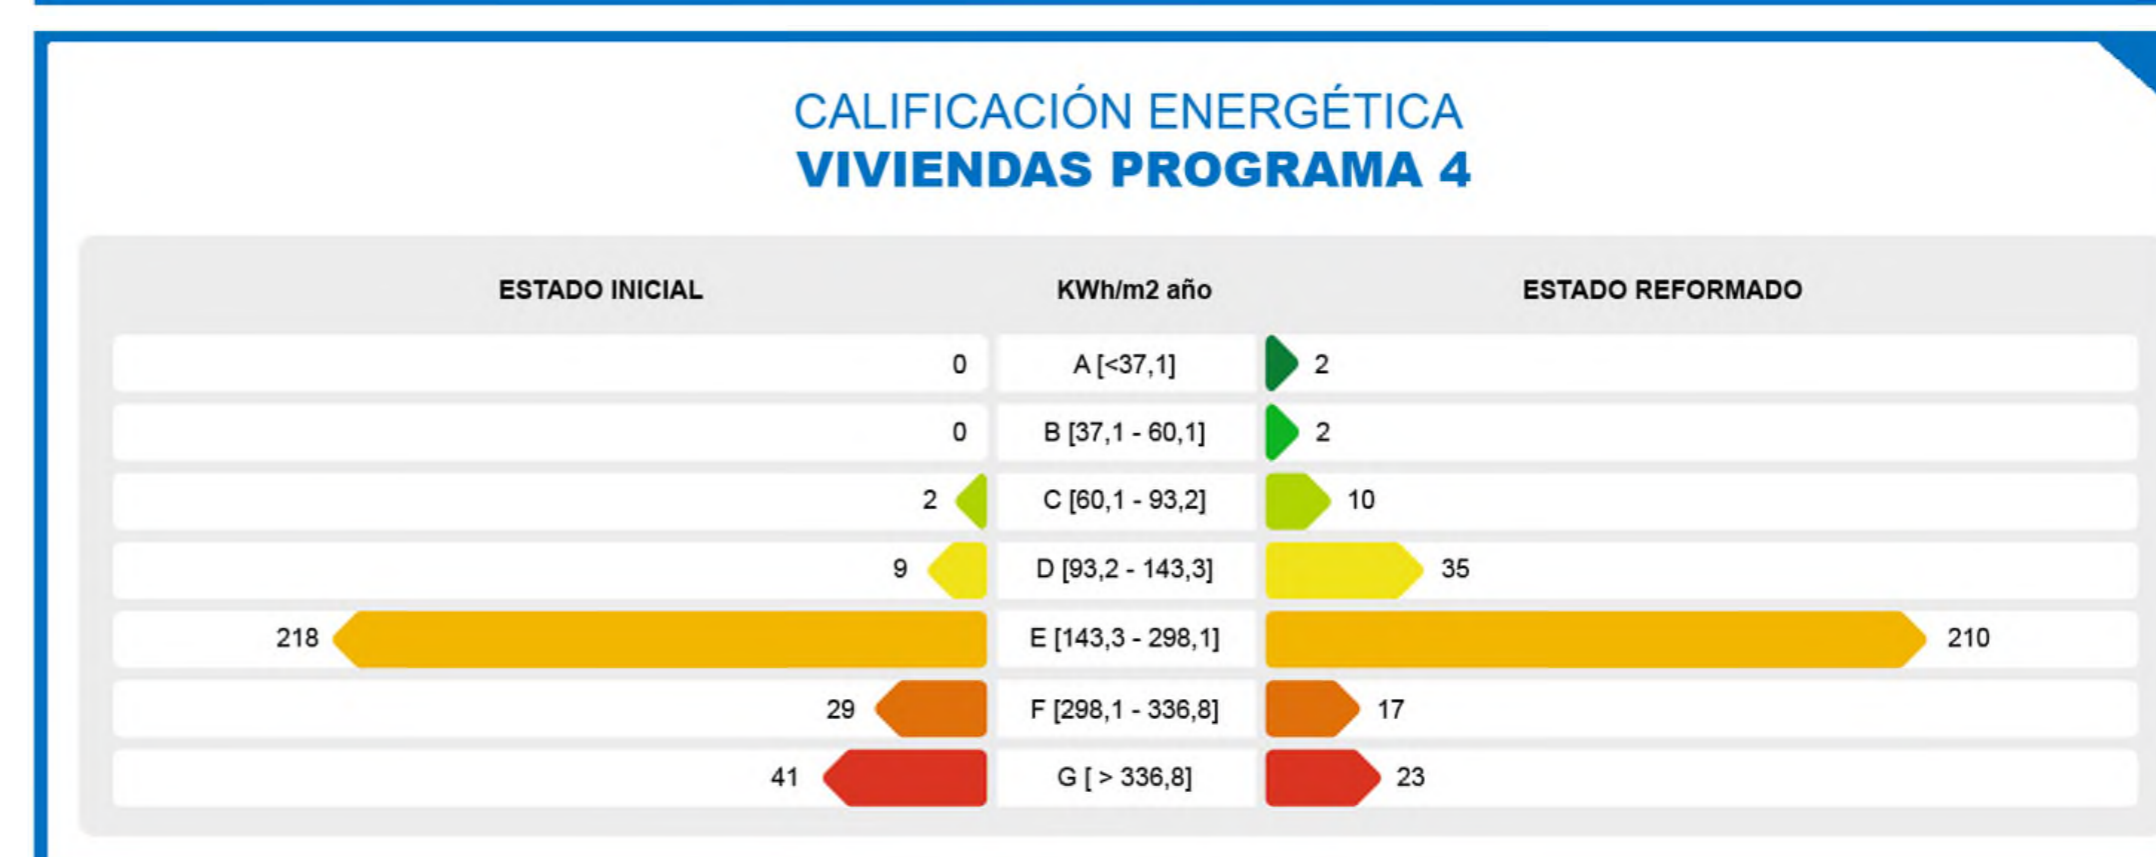 CALIFICACIÓN ENERGÉTICA
VIVIENDAS PROGRAMA 4
ESTADO INICIAL KWh/m2 año ESTADO REFORMADO
0 A [<37,1] 2
0 B [37,1 - 60,1] 2
2 C [60,1 - 93,2] 10
9 D [93,2 - 143,3] 35
218 E [143,3 - 298,1] 210
29 F [298,1 - 336,8] 17
41 G [ > 336,8] 23